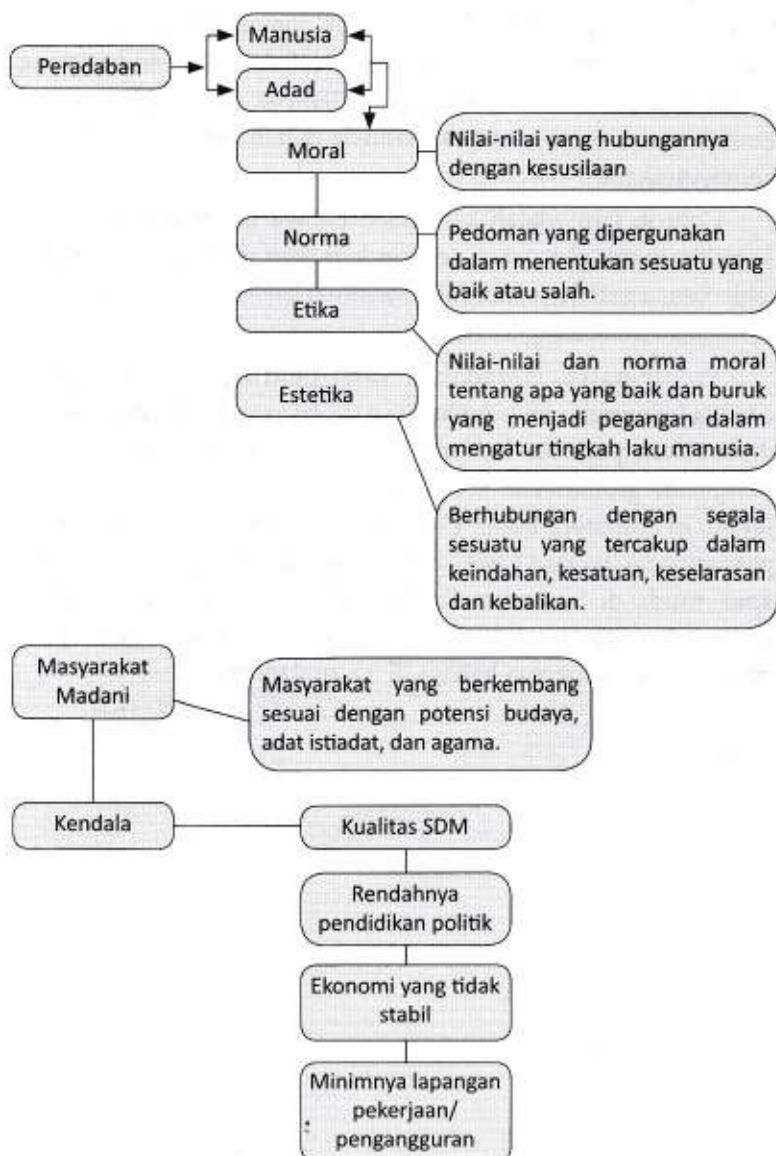 Peradaban
Manusia
Adad
Moral
Nilai-nilai yang hubungannya
dengan kesusilaan
Norma
Pedoman yang dipergunakan
dalam menentukan sesuatu yang
baik atau salah.
Etika
Nilai-nilai dan norma moral
tentang apa yang baik dan buruk
yang menjadi pegangan dalam
mengatur tingkah laku manusia.
Estetika
Berhubungan dengan segala
sesuatu yang tercakup dalam
keindahan, kesatuan, keselarasan
dan kebalikan.
Masyarakat
Madani
Masyarakat yang berkembang
sesuai dengan potensi budaya,
adat istiadat, dan agama.
Kendala
Kualitas SDM
Rendahnya
pendidikan politik
Ekonomi yang tidak
stabil
Minimnya lapangan
pekerjaan/
pengangguran